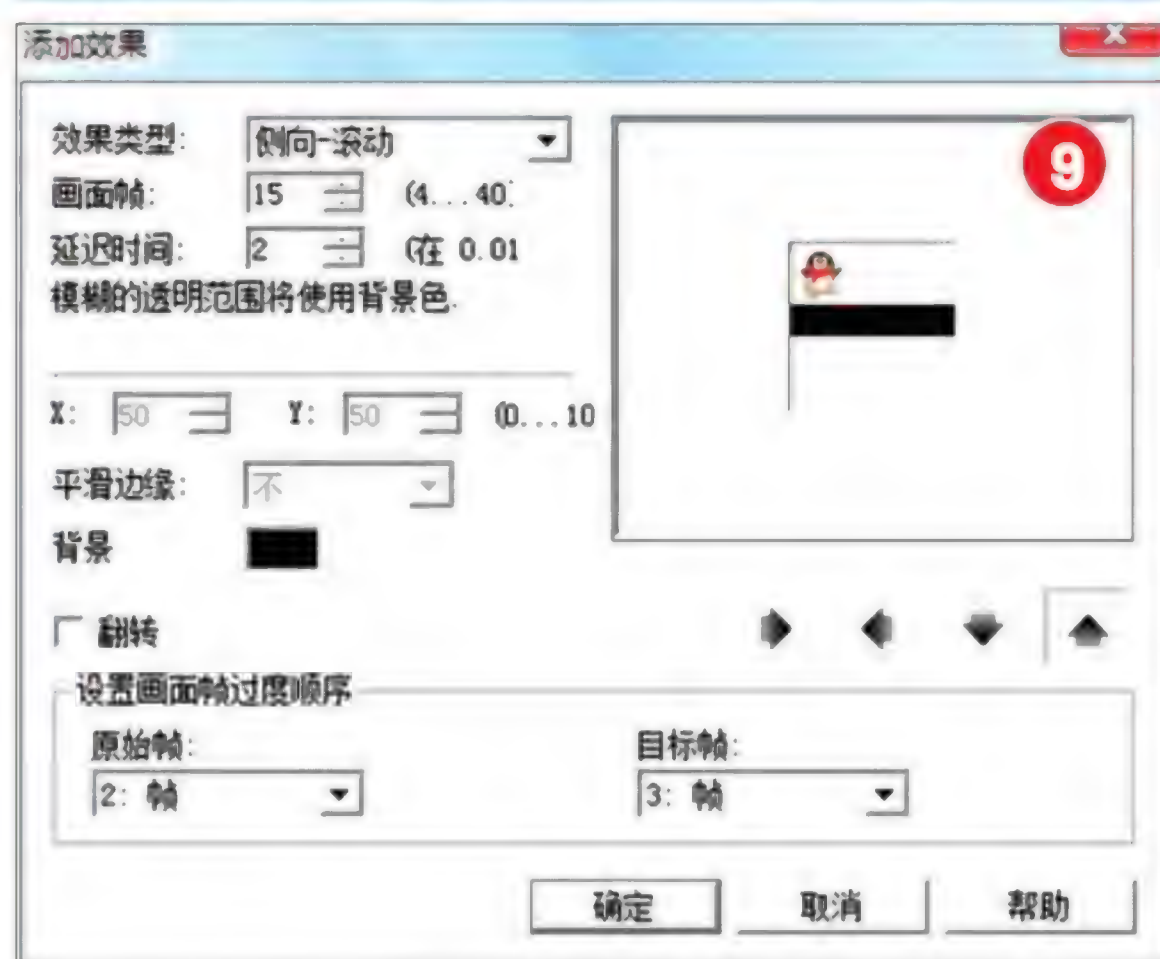 添加效果
9
效果类型: 侧向-滚动
画面帧: 15 (4...40)
延迟时间: 2 (在 0.01
模糊的透明范围将使用背景色.
X: 50 Y: 50 (0...10
平滑边缘: 不
背景
翻转
设置画面帧过度顺序
原始帧: 目标帧:
2: 帧 3: 帧
确定 取消 帮助